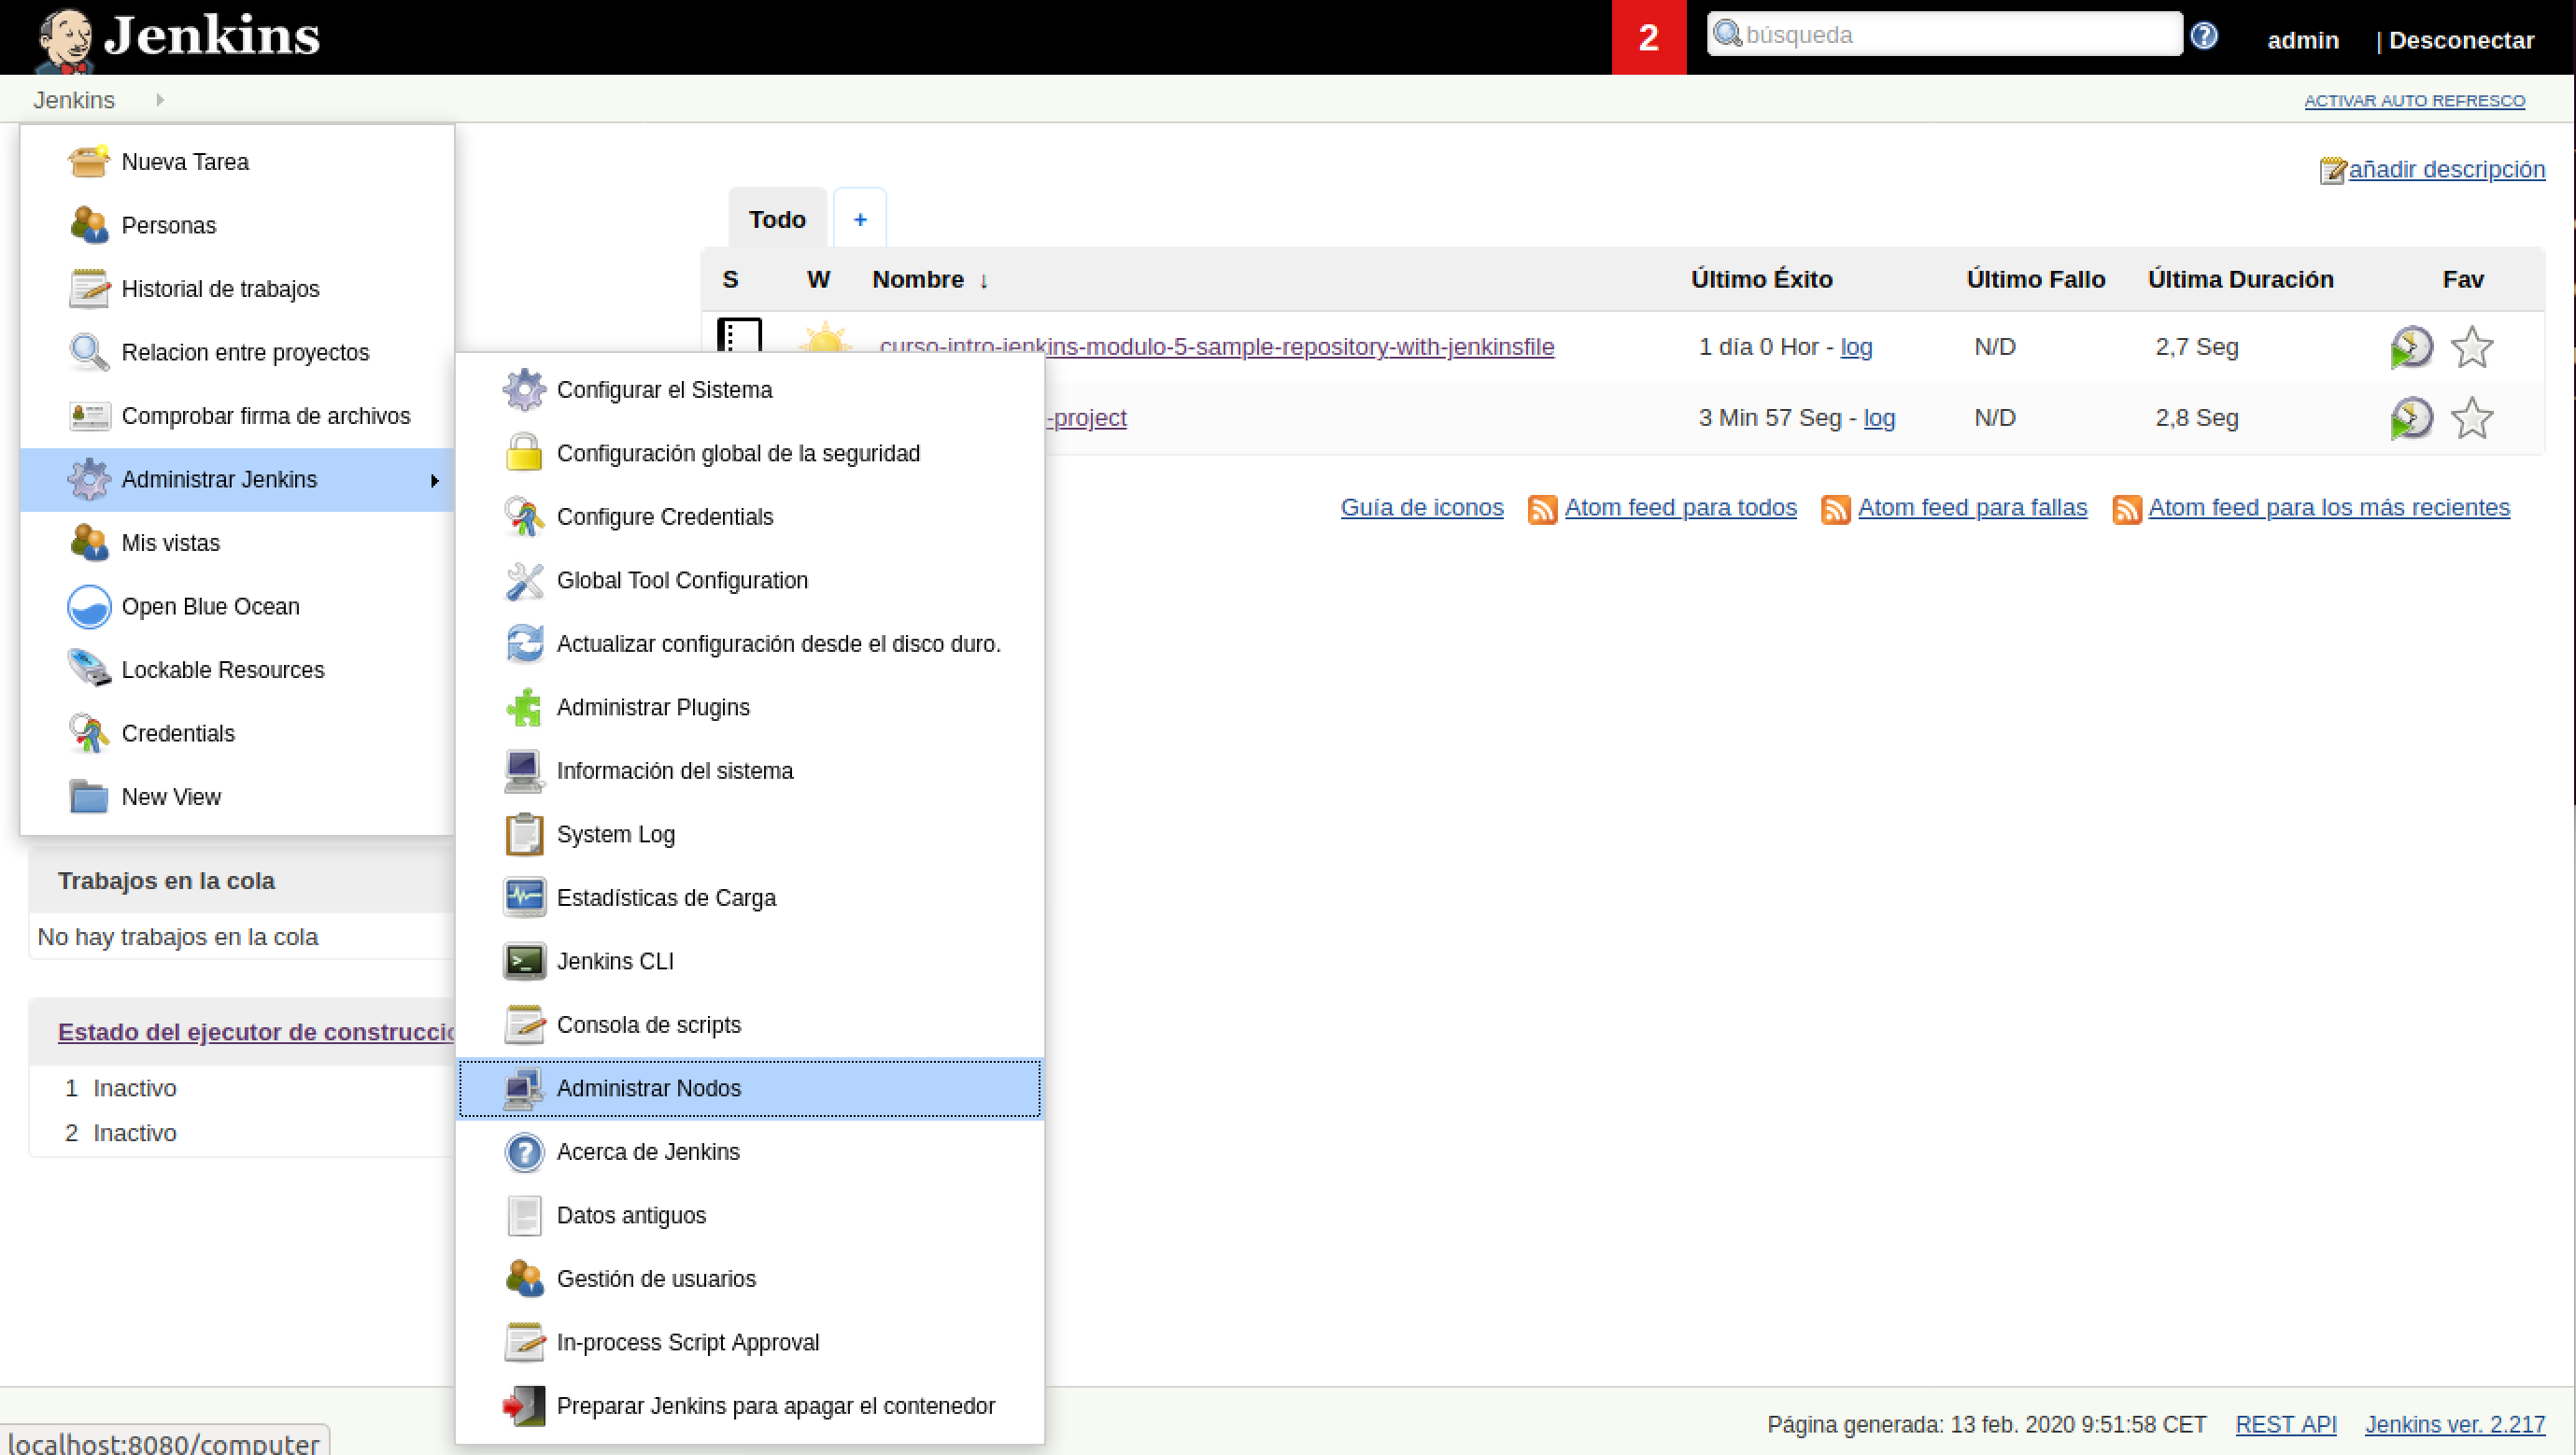 Jenkins
2
búsqueda
admin
| Desconectar
Jenkins
ACTIVAR AUTO REFRESCO
Nueva Tarea
Personas
Historial de trabajos
Relacion entre proyectos
Comprobar firma de archivos
Administrar Jenkins
Mis vistas
Open Blue Ocean
Lockable Resources
Credentials
New View
añadir descripción
Todo +
S W Nombre ↓ Último Éxito Último Fallo Última Duración Fav
curso-intro-jenkins-modulo-5-sample-repository-with-jenkinsfile 1 día 0 Hor - log N/D 2,7 Seg
-project 3 Min 57 Seg - log N/D 2,8 Seg
Guía de iconos Atom feed para todos Atom feed para fallas Atom feed para los más recientes
Configurar el Sistema
Configuración global de la seguridad
Configure Credentials
Global Tool Configuration
Actualizar configuración desde el disco duro.
Administrar Plugins
Información del sistema
System Log
Estadísticas de Carga
Jenkins CLI
Consola de scripts
Administrar Nodos
Acerca de Jenkins
Datos antiguos
Gestión de usuarios
In-process Script Approval
Preparar Jenkins para apagar el contenedor
Trabajos en la cola
No hay trabajos en la cola
Estado del ejecutor de construcci
1 Inactivo
2 Inactivo
localhost:8080/computer
Página generada: 13 feb. 2020 9:51:58 CET REST API Jenkins ver. 2.217